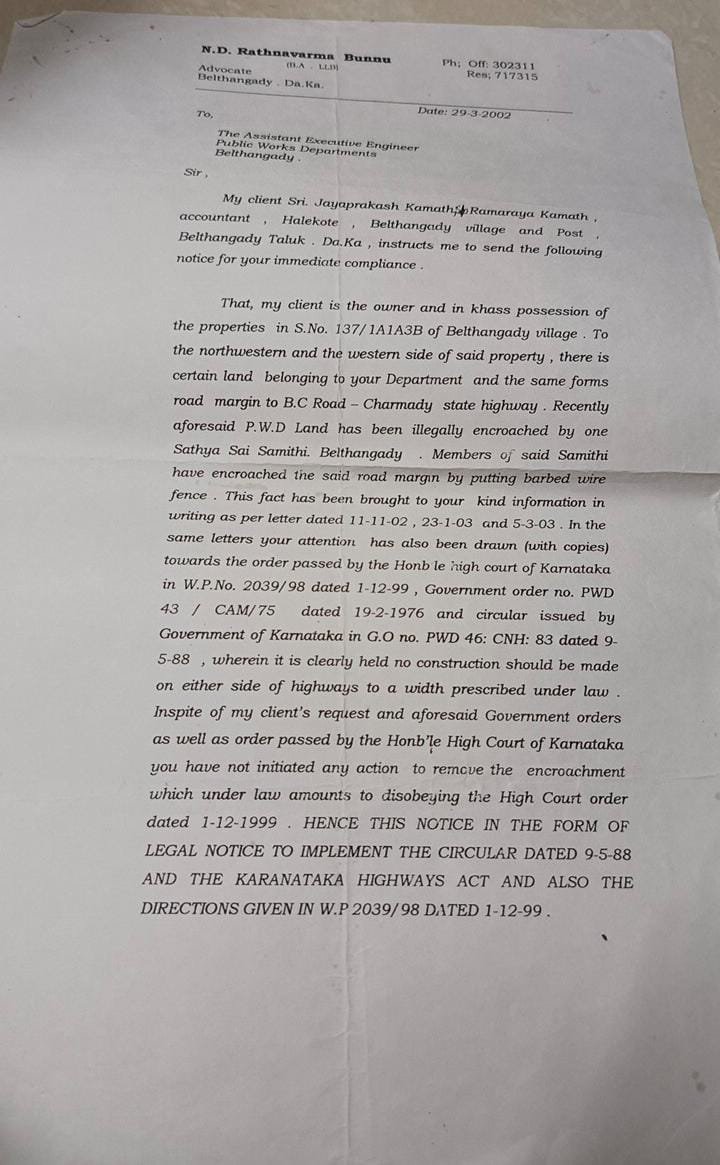 N.D. Rathnavarma Bunnu
(B.A . LLB)
Advocate
Belthangady . Da.Ka.
Ph; Off: 302311
Res; 717315
Date: 29-3-2002
To,
The Assistant Executive Engineer
Public Works Departments
Belthangady .
Sir ,
My client Sri. Jayaprakash Kamath Ramaraya Kamath ,
accountant , Halekote , Belthangady village and Post ,
Belthangady Taluk . Da.Ka , instructs me to send the following
notice for your immediate compliance .
That, my client is the owner and in khass possession of
the properties in S.No. 137/1A1A3B of Belthangady village . To
the northwestern and the western side of said property , there is
certain land belonging to your Department and the same forms
road margin to B.C Road – Charmady state highway . Recently
aforesaid P.W.D Land has been illegally encroached by one
Sathya Sai Samithi. Belthangady . Members of said Samithi
have encroached the said road margin by putting barbed wire
fence . This fact has been brought to your kind information in
writing as per letter dated 11-11-02 , 23-1-03 and 5-3-03 . In the
same letters your attention has also been drawn (with copies)
towards the order passed by the Honb le high court of Karnataka
in W.P.No. 2039/98 dated 1-12-99 , Government order no. PWD
43 / CAM/75 dated 19-2-1976 and circular issued by
Government of Karnataka in G.O no. PWD 46: CNH: 83 dated 9-
5-88 , wherein it is clearly held no construction should be made
on either side of highways to a width prescribed under law .
Inspite of my client's request and aforesaid Government orders
as well as order passed by the Honb'le High Court of Karnataka
you have not initiated any action to remove the encroachment
which under law amounts to disobeying the High Court order
dated 1-12-1999 . HENCE THIS NOTICE IN THE FORM OF
LEGAL NOTICE TO IMPLEMENT THE CIRCULAR DATED 9-5-88
AND THE KARANATAKA HIGHWAYS ACT AND ALSO THE
DIRECTIONS GIVEN IN W.P 2039/98 DATED 1-12-99 .